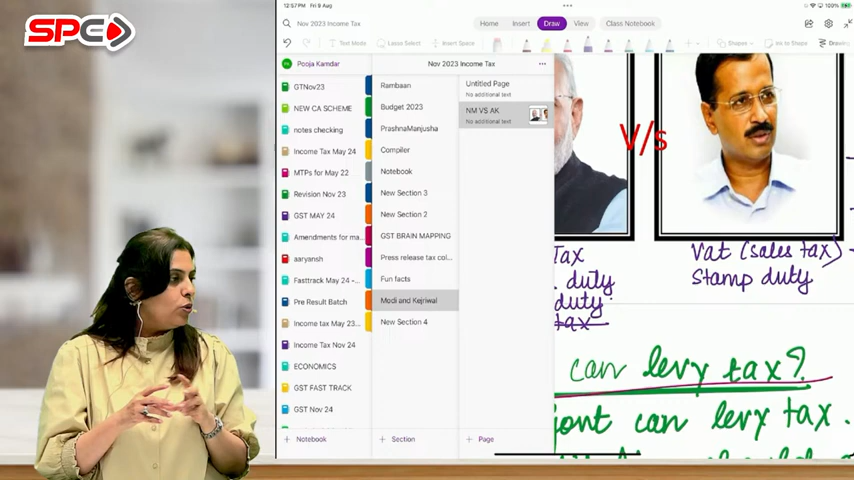 12:57 PM Fri 9 Aug
100%
SPC
Nov 2023 Income Tax
Home
Insert
Draw
View
Class Notebook
Text Mode
Lasso Select
Insert Space
Shapes
Ink to Shape
Drawing
Pooja Kamdar
Nov 2023 Income Tax
GTNov23
NEW CA SCHEME
notes checking
Income Tax May 24
MTPs for May 22
Revision Nov 23
GST MAY 24
Amendments for ma...
aaryansh
Fasttrack May 24 -...
Pre Result Batch
Income tax May 23...
Income Tax Nov 24
ECONOMICS
GST FAST TRACK
GST Nov 24
Notebook
Rambaan
Budget 2023
PrashnaManjusha
Compiler
Notebook
New Section 3
New Section 2
GST BRAIN MAPPING
Press release tax col...
Fun facts
Modi and Kejriwal
New Section 4
Section
Untitled Page
No additional text
NM VS AK
No additional text
Page
V/s
Tax
duty
duty
tax
Vat (sales tax)
Stamp duty
can levy tax?
can levy tax.